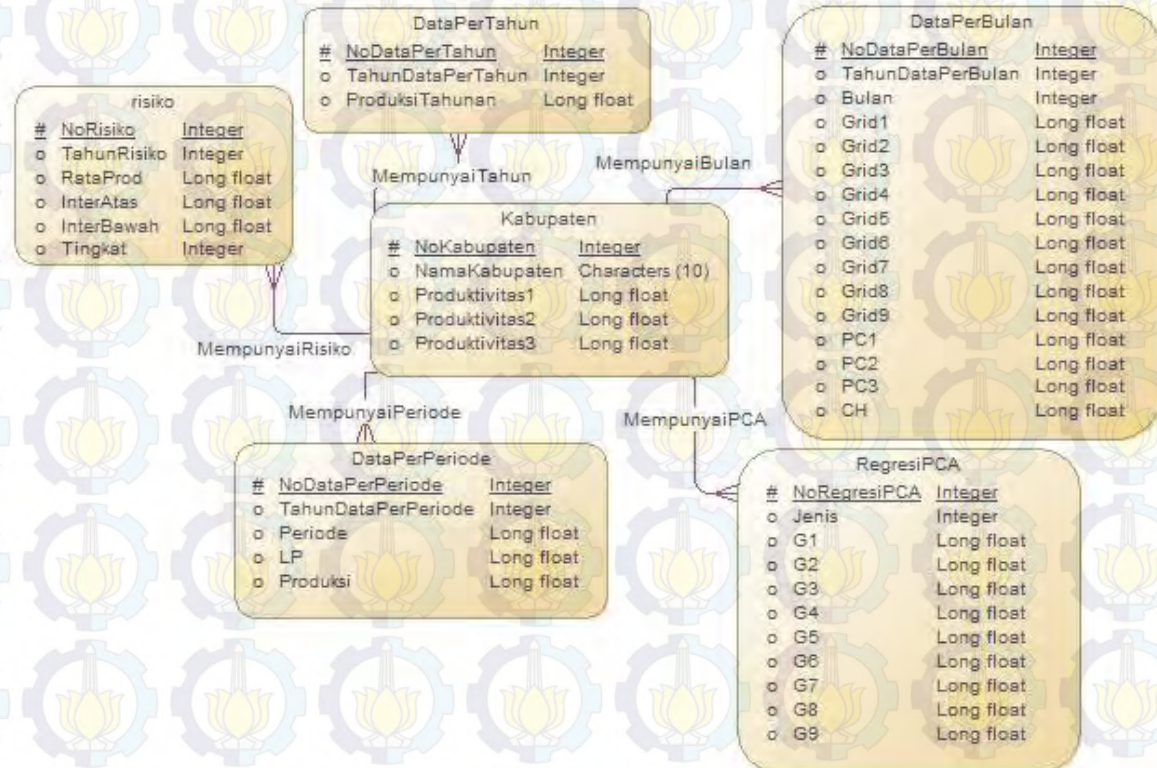 DataPerTahun
# NoDataPerTahun Integer
o TahunDataPerTahun Integer
o ProduksiTahunan Long float
DataPerBulan
# NoDataPerBulan Integer
o TahunDataPerBulan Integer
o Bulan Integer
o Grid1 Long float
o Grid2 Long float
o Grid3 Long float
o Grid4 Long float
o Grid5 Long float
o Grid6 Long float
o Grid7 Long float
o Grid8 Long float
o Grid9 Long float
o PC1 Long float
o PC2 Long float
o PC3 Long float
o CH Long float
risiko
# NoRisiko Integer
o TahunRisiko Integer
o RataProd Long float
o InterAtas Long float
o InterBawah Long float
o Tingkat Integer
MempunyaiTahun
MempunyaiBulan
Kabupaten
# NoKabupaten Integer
o NamaKabupaten Characters (10)
o Produktivitas1 Long float
o Produktivitas2 Long float
o Produktivitas3 Long float
MempunyaiRisiko
MempunyaiPeriode
MempunyaiPCA
DataPerPeriode
# NoDataPerPeriode Integer
o TahunDataPerPeriode Integer
o Periode Long float
o LP Long float
o Produksi Long float
RegresiPCA
# NoRegresiPCA Integer
o Jenis Integer
o G1 Long float
o G2 Long float
o G3 Long float
o G4 Long float
o G5 Long float
o G6 Long float
o G7 Long float
o G8 Long float
o G9 Long float